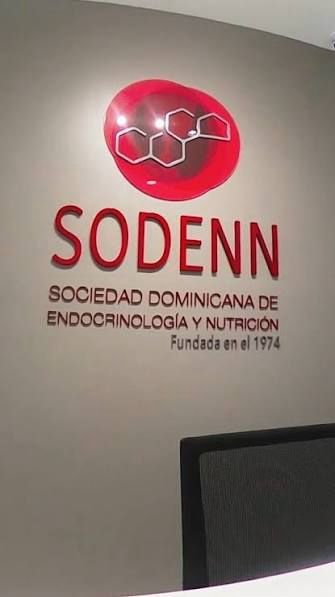 SODENN
SOCIEDAD DOMINICANA DE
ENDOCRINOLOGÍA Y NUTRICIÓN
Fundada en el 1974